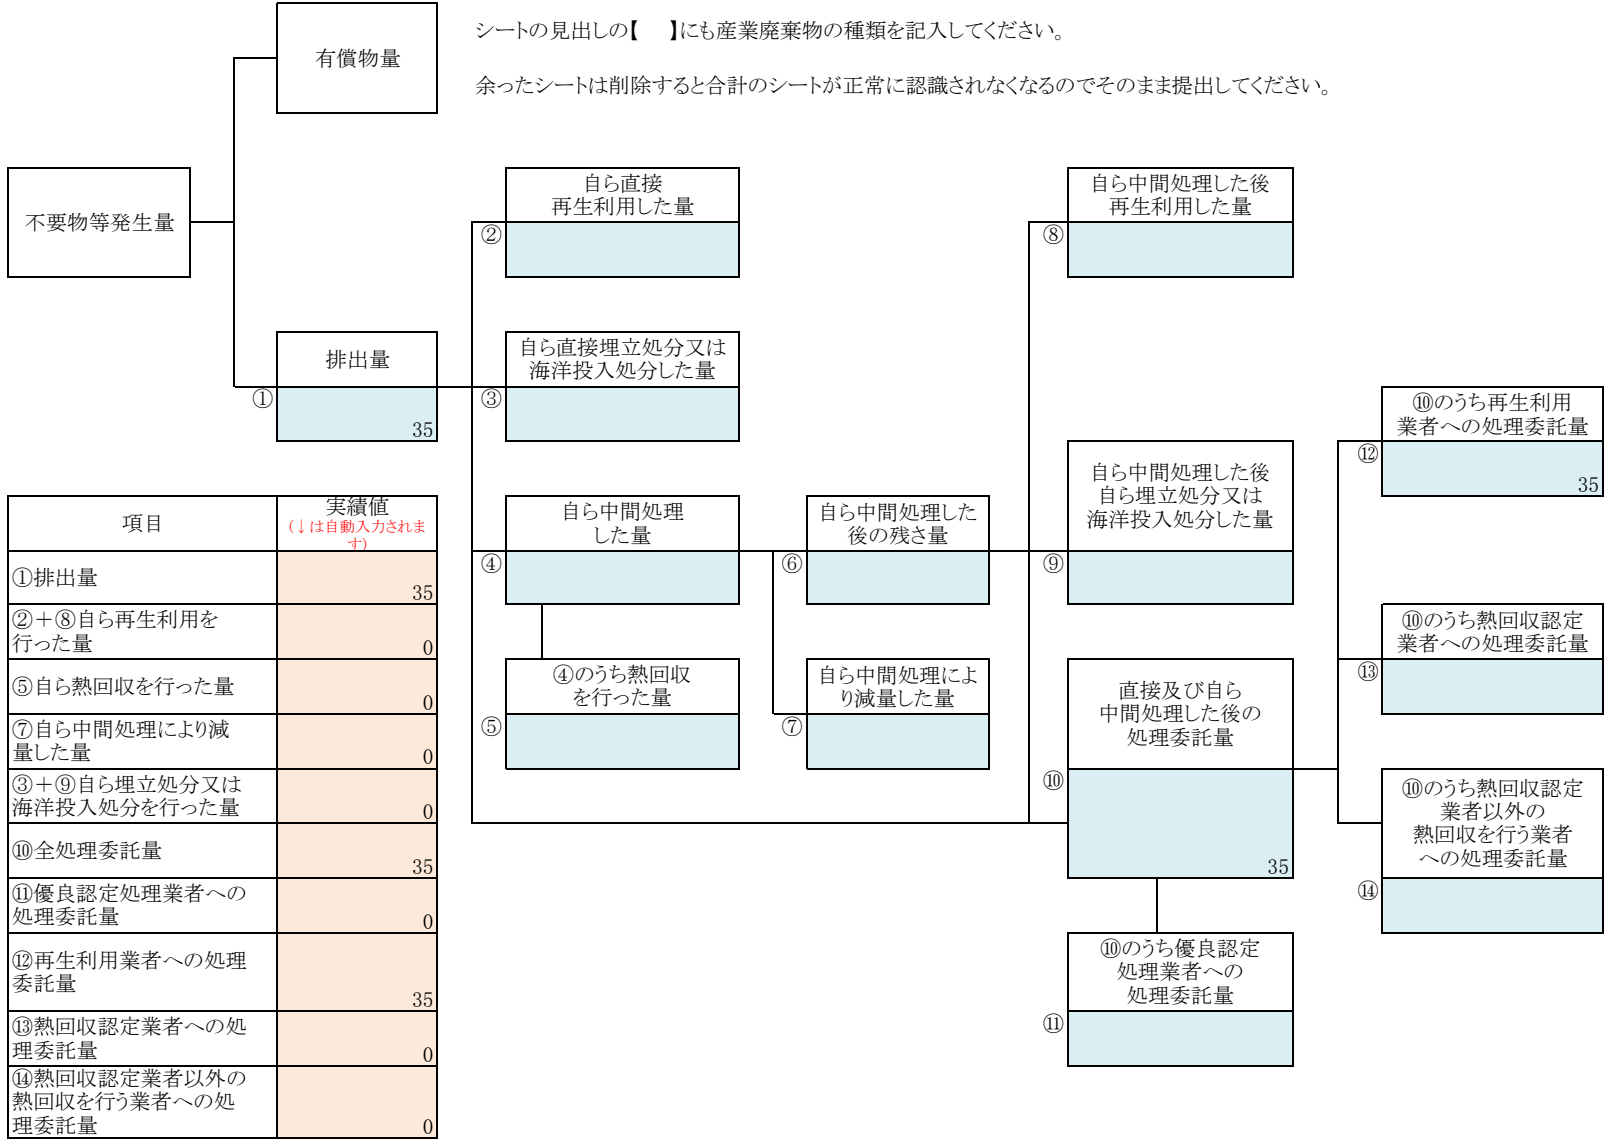 シートの見出しの【　】にも産業廃棄物の種類を記入してください。
有償物量
余ったシートは削除すると合計のシートが正常に認識されなくなるのでそのまま提出してください。
不要物等発生量
自ら直接
再生利用した量
②
自ら中間処理した後
再生利用した量
⑧
排出量
①
35
自ら直接埋立処分又は
海洋投入処分した量
③
⑩のうち再生利用
業者への処理委託量
⑫
35
自ら中間処理した後
自ら埋立処分又は
海洋投入処分した量
⑨
自ら中間処理
した量
④
自ら中間処理した
後の残さ量
⑥
④のうち熱回収
を行った量
⑤
自ら中間処理によ
り減量した量
⑦
直接及び自ら
中間処理した後の
処理委託量
⑩
35
⑩のうち熱回収認定
業者への処理委託量
⑬
⑩のうち熱回収認定
業者以外の
熱回収を行う業者
への処理委託量
⑭
⑩のうち優良認定
処理業者への
処理委託量
⑪
項目
実績値
(↓は自動入力されま
す)
①排出量
35
②＋⑧自ら再生利用を
行った量
0
⑤自ら熱回収を行った量
0
⑦自ら中間処理により減
量した量
0
③＋⑨自ら埋立処分又は
海洋投入処分を行った量
0
⑩全処理委託量
35
⑪優良認定処理業者への
処理委託量
0
⑫再生利用業者への処理
委託量
35
⑬熱回収認定業者への処
理委託量
0
⑭熱回収認定業者以外の
熱回収を行う業者への処
理委託量
0